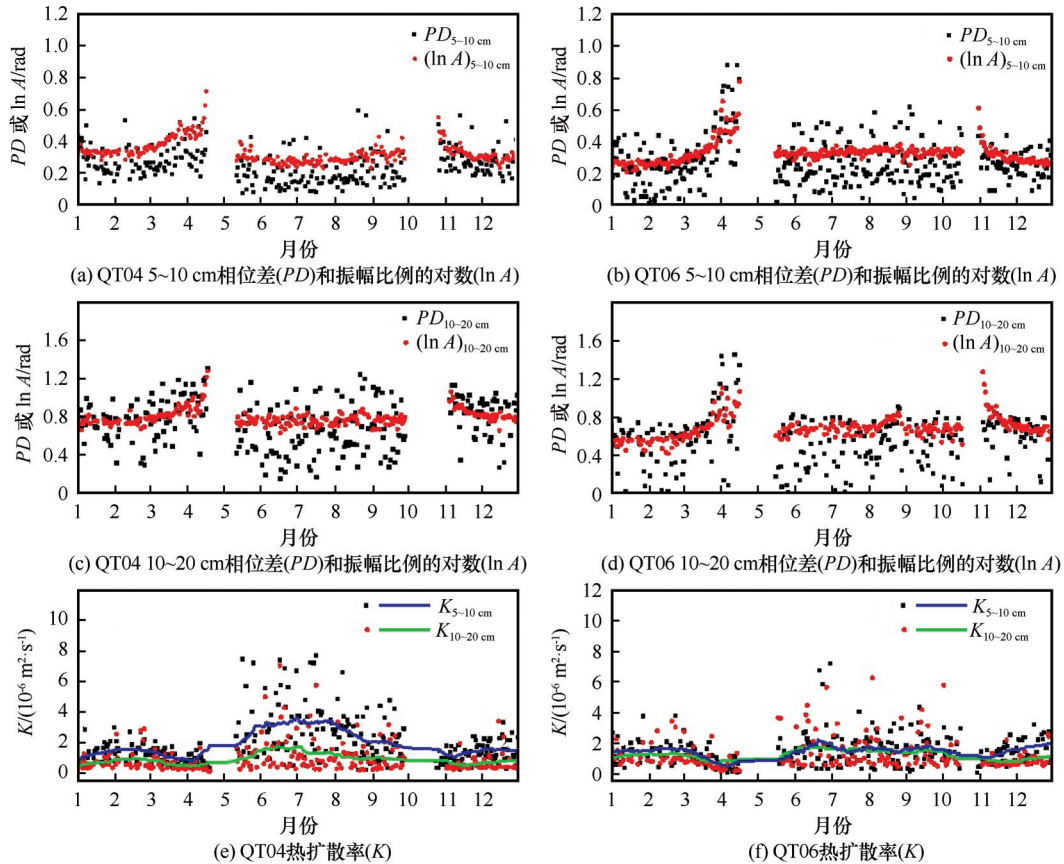 1.2
1.0
0.8
0.6
0.4
0.2
0
PD 或 ln A/rad
PD5~10 cm
(ln A)5~10 cm
1 2 3 4 5 6 7 8 9 10 11 12
月份
(a) QT04 5~10 cm相位差(PD)和振幅比例的对数(ln A)
1.2
1.0
0.8
0.6
0.4
0.2
0
PD 或 ln A/rad
PD5~10 cm
(ln A)5~10 cm
1 2 3 4 5 6 7 8 9 10 11 12
月份
(b) QT06 5~10 cm相位差(PD)和振幅比例的对数(ln A)
1.6
1.2
0.8
0.4
0
PD 或 ln A/rad
PD10~20 cm
(ln A)10~20 cm
1 2 3 4 5 6 7 8 9 10 11 12
月份
(c) QT04 10~20 cm相位差(PD)和振幅比例的对数(ln A)
1.6
1.2
0.8
0.4
0
PD 或 ln A/rad
PD10~20 cm
(ln A)10~20 cm
1 2 3 4 5 6 7 8 9 10 11 12
月份
(d) QT06 10~20 cm相位差(PD)和振幅比例的对数(ln A)
10
8
6
4
2
0
K/(10⁻⁶ m²·s⁻¹)
K5~10 cm
K10~20 cm
1 2 3 4 5 6 7 8 9 10 11 12
月份
(e) QT04热扩散率(K)
12
10
8
6
4
2
0
K/(10⁻⁶ m²·s⁻¹)
K5~10 cm
K10~20 cm
1 2 3 4 5 6 7 8 9 10 11 12
月份
(f) QT06热扩散率(K)